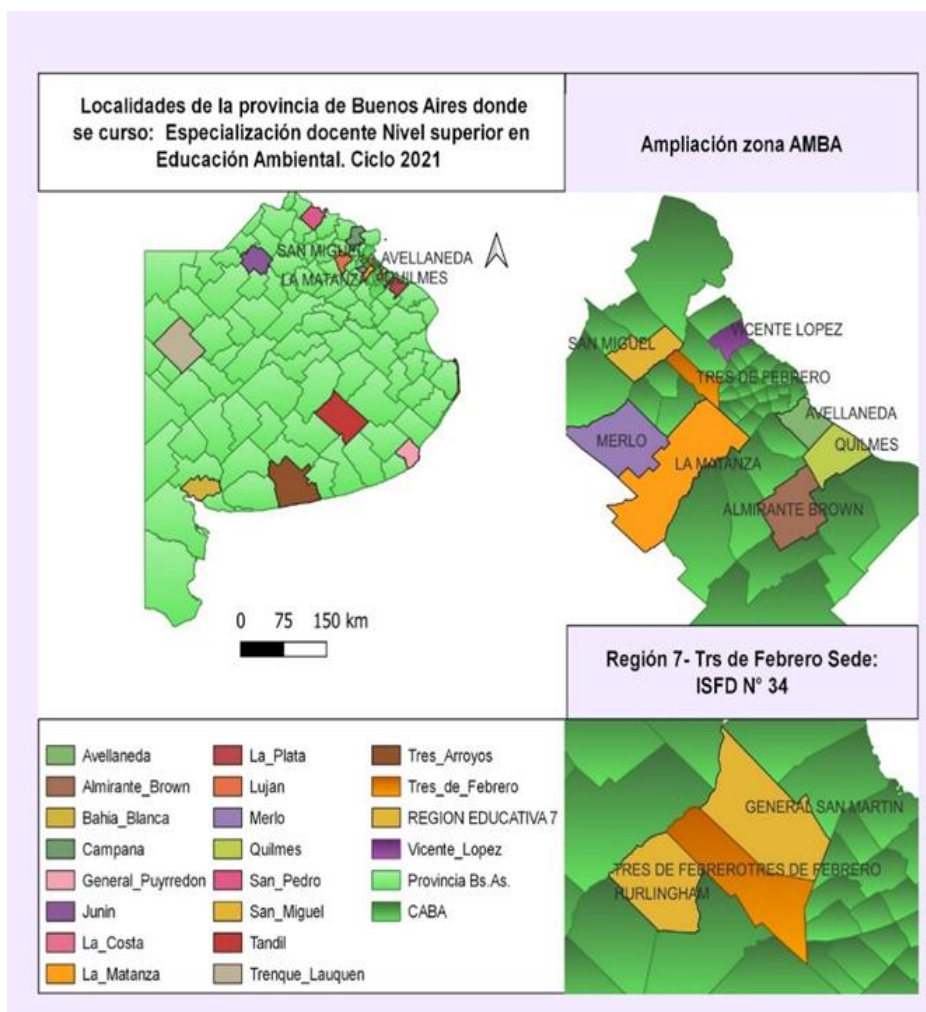 Localidades de la provincia de Buenos Aires donde
se curso: Especialización docente Nivel superior en
Educación Ambiental. Ciclo 2021
Ampliación zona AMBA
SAN MIGUEL
AVELLANEDA
LA MATANZA
QUILMES
0 75 150 km
VICENTE LOPEZ
SAN MIGUEL
TRES DE FEBRERO
AVELLANEDA
MERLO
QUILMES
LA MATANZA
ALMIRANTE BROWN
Región 7- Trs de Febrero Sede:
ISFD N° 34
GENERAL SAN MARTIN
TRES DE FEBRERO
TRES DE FEBRERO
HURLINGHAM
Avellaneda
Almirante_Brown
Bahia_Blanca
Campana
General_Puyrredon
Junin
La_Costa
La_Matanza
La_Plata
Lujan
Merlo
Quilmes
San_Pedro
San_Miguel
Tandil
Trenque_Lauquen
Tres_Arroyos
Tres_de_Febrero
REGION EDUCATIVA 7
Vicente_Lopez
Provincia Bs.As.
CABA